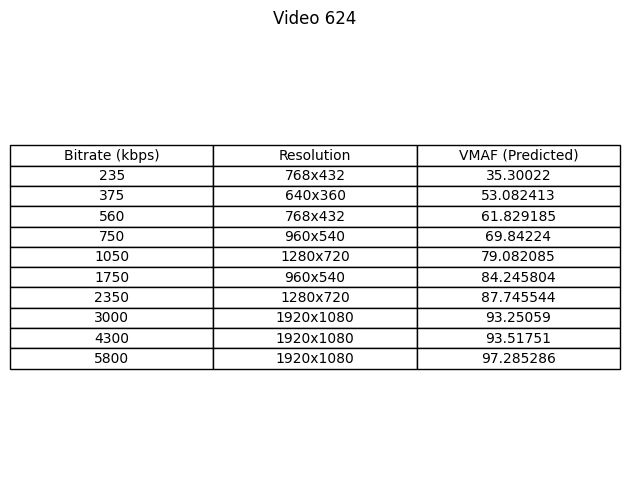 Video 624
Bitrate (kbps) Resolution VMAF (Predicted)
235 768x432 35.30022
375 640x360 53.082413
560 768x432 61.829185
750 960x540 69.84224
1050 1280x720 79.082085
1750 960x540 84.245804
2350 1280x720 87.745544
3000 1920x1080 93.25059
4300 1920x1080 93.51751
5800 1920x1080 97.285286